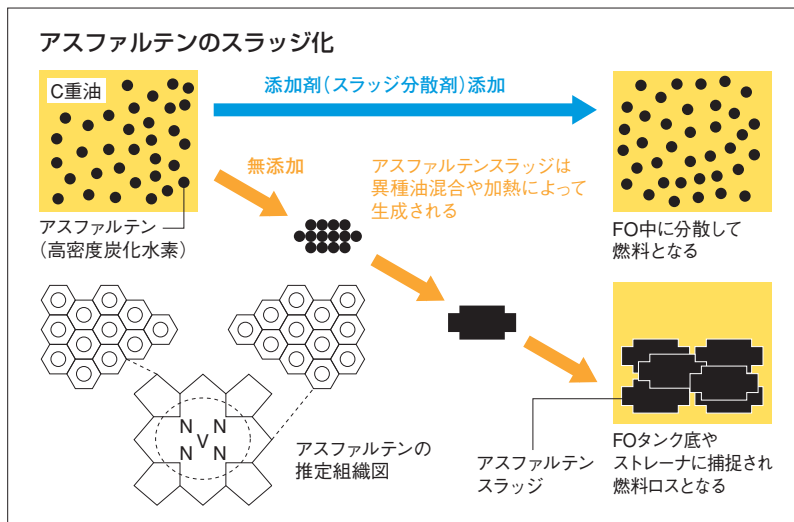 アスファルテンのスラッジ化
C重油
添加剤(スラッジ分散剤)添加
無添加
アスファルテンスラッジは
異種油混合や加熱によって
生成される
アスファルテン
(高密度炭化水素)
FO中に分散して
燃料となる
N N
V
N N
アスファルテンの
推定組織図
アスファルテン
スラッジ
FOタンク底や
ストレーナに捕捉され
燃料ロスとなる